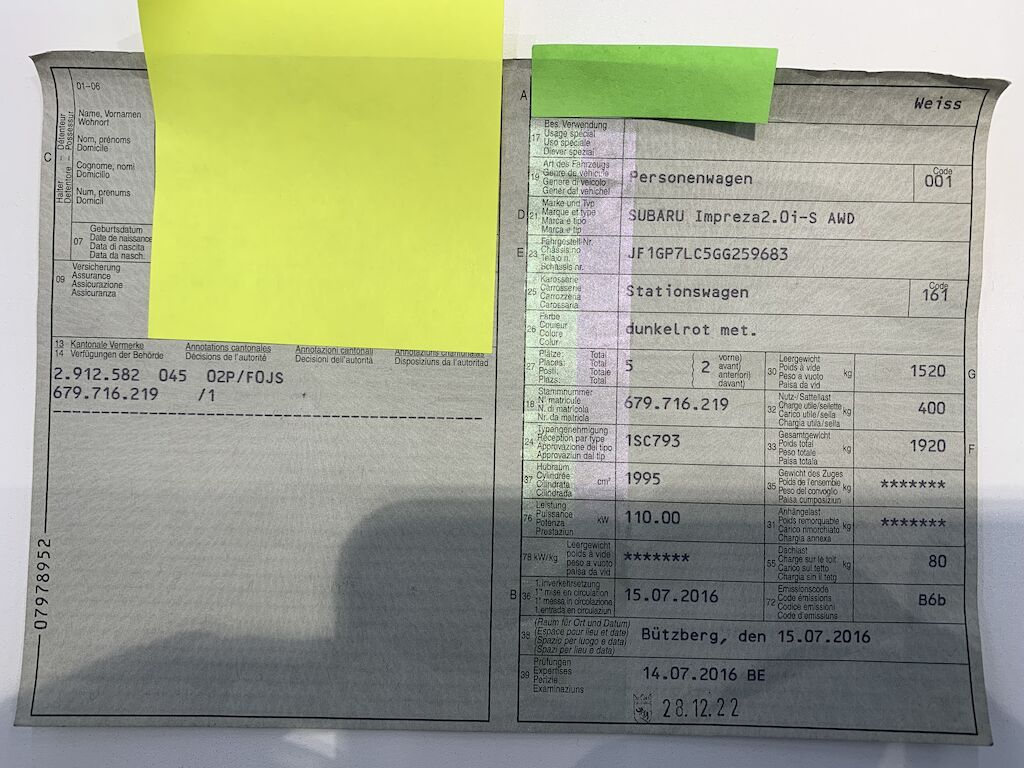 01-06
C
Halter – Détenteur
Detentore – Possessur
Name, Vornamen
Wohnort
Nom, prénoms
Domicile
Cognome, nomi
Domicilio
Num, prenums
Domicil
07
Geburtsdatum
Date de naissance
Data di nascita
Data da nasch.
09
Versicherung
Assurance
Assicurazione
Assicuranza
13 Kantonale Vermerke
14 Verfügungen der Behörde
Annotations cantonales
Décisions de l'autorité
Annotazioni cantonali
Decisioni dell'autorità
Annotaziuns chantunalas
Disposiziuns da l'autoritad
2.912.582 045 02P/FOJS
679.716.219 /1
07978952
A
Weiss
17
Bes. Verwendung
Usage spécial
Uso speciale
Diever spezial
19
Art des Fahrzeugs
Genre de véhicule
Genere di veicolo
Gener dal vehichel
Personenwagen
Code
001
D 21
Marke und Typ
Marque et type
Marca e tipo
Marca e tip
SUBARU Impreza2.0i-S AWD
E 23
Fahrgestell-Nr.
Châssis no
Telaio n.
Schassis nr.
JF1GP7LC5GG259683
25
Karosserie
Carrosserie
Carrozzeria
Carossaria
Stationswagen
Code
161
26
Farbe
Couleur
Colore
Colur
dunkelrot met.
27
Plätze: Total
Places: Total
Posti: Totale
Plazs: Total
5
(2 vorne)
avant)
anteriori)
davant)
30
Leergewicht
Poids à vide
Peso a vuoto
Paisa da vid
kg
1520
G
18
Stammnummer
N° matricule
N. di matricola
Nr. da matricla
679.716.219
32
Nutz-/Sattellast
Charge utile/sellette
Carico utile/sella
Chargia utila/sella
kg
400
24
Typengenehmigung
Réception par type
Approvazione del tipo
Approvaziun dal tip
1SC793
33
Gesamtgewicht
Poids total
Peso totale
Paisa totala
kg
1920
F
37
Hubraum
Cylindrée
Cilindrata
Cilindrada
cm³
1995
35
Gewicht des Zuges
Poids de l'ensemble
Peso del convoglio
Paisa cumposiziun
kg
*******
76
Leistung
Puissance
Potenza
Prestaziun
kW
110.00
31
Anhängelast
Poids remorquable
Carico rimorchiato
Chargia annexa
kg
*******
78 kW/kg
Leergewicht
poids à vide
peso a vuoto
paisa da vid
*******
55
Dachlast
Charge sur le toit
Carico sul tetto
Chargia sin il tetg
kg
80
B 36
1. Inverkehrsetzung
1re mise en circulation
1a messa in circolazione
1. entrada en circulaziun
15.07.2016
72
Emissionscode
Code émissions
Codice emissioni
Code d'emissiuns
B6b
38
(Raum für Ort und Datum)
(Espace pour lieu et date)
(Spazio per luogo e data)
(Spazi per lieu e data)
Bützberg, den 15.07.2016
39
Prüfungen
Expertises
Perizie
Examinaziuns
14.07.2016 BE
28.12.22